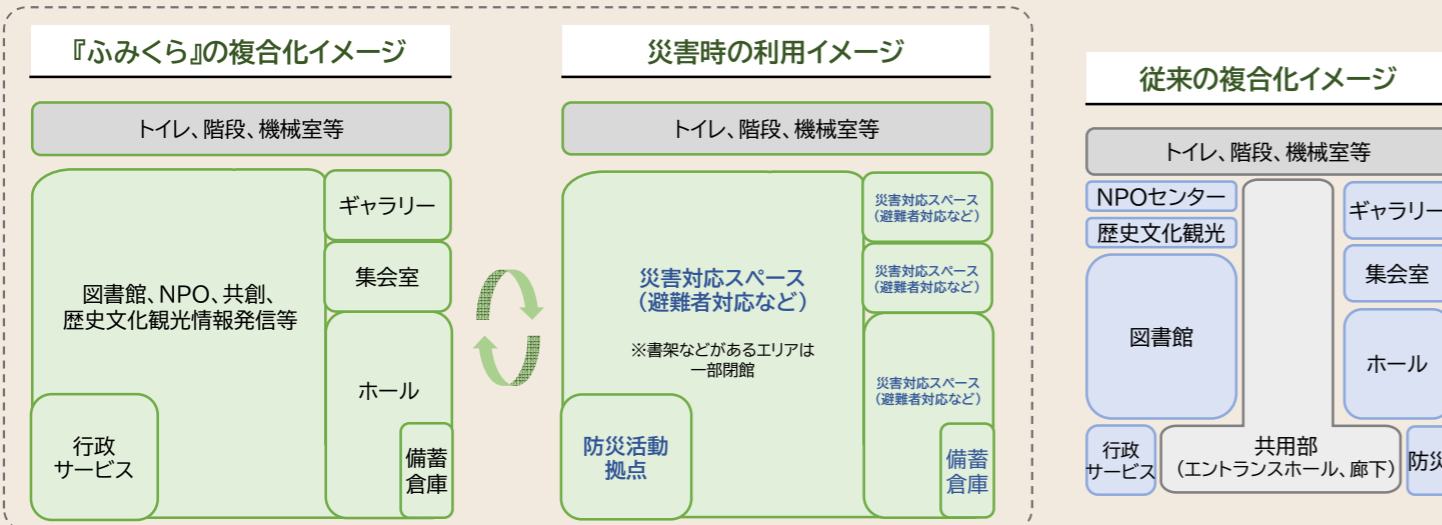 『ふみくら』の複合化イメージ
トイレ、階段、機械室等
図書館、NPO、共創、
歴史文化観光情報発信等
ギャラリー
集会室
ホール
行政
サービス
備蓄
倉庫
災害時の利用イメージ
トイレ、階段、機械室等
災害対応スペース
（避難者対応など）
※書架などがあるエリアは
一部閉館
災害対応スペース
（避難者対応など）
災害対応スペース
（避難者対応など）
災害対応スペース
（避難者対応など）
防災活動
拠点
備蓄
倉庫
従来の複合化イメージ
トイレ、階段、機械室等
NPOセンター
歴史文化観光
図書館
ギャラリー
集会室
ホール
行政
サービス
共用部
（エントランスホール、廊下）
防災